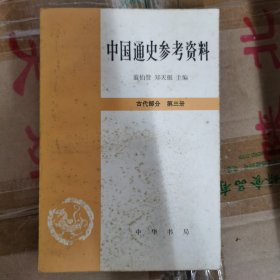 中国通史参考资料
翦伯赞 郑天挺 主编
古代部分 第三册
中华书局